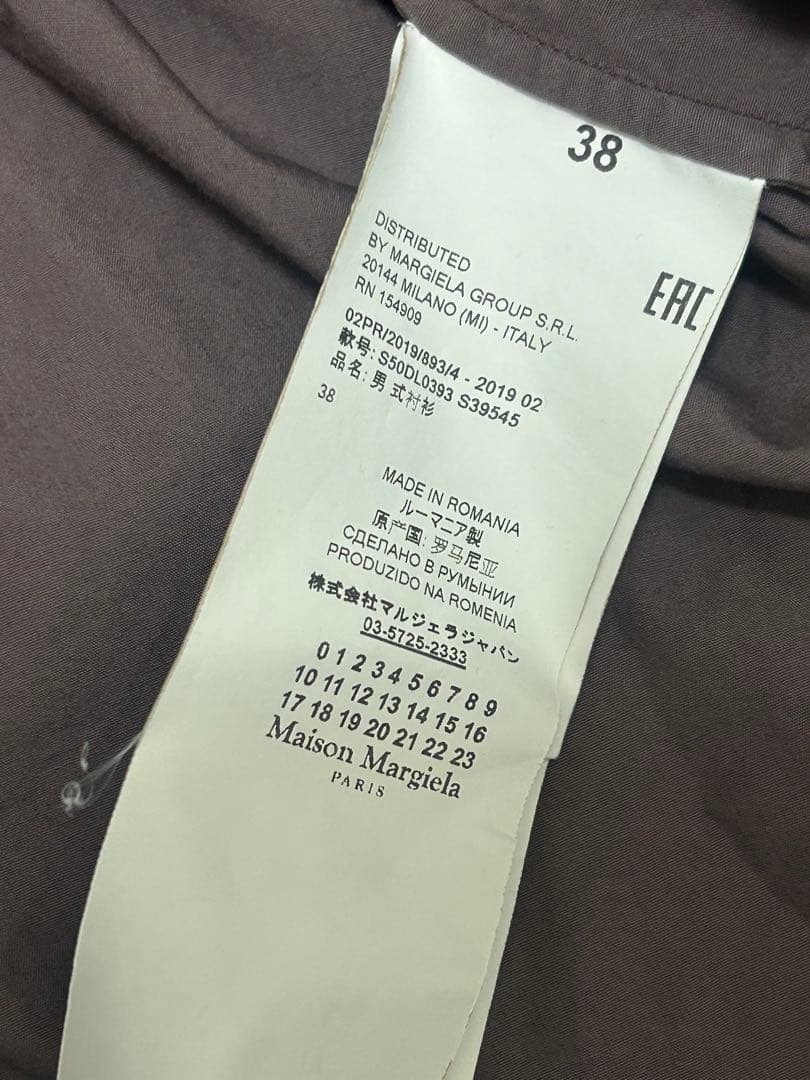 38
EAC
DISTRIBUTED
BY MARGIELA GROUP S.R.L.
20144 MILANO (MI) - ITALY
RN 154909
02PR/2019/893/4 - 2019 02
款号: S50DL0393 S39545
品名: 男 式衬衫
38
MADE IN ROMANIA
ルーマニア製
原产国: 罗马尼亚
СДЕЛАНО В РУМЫНИИ
PRODUZIDO NA ROMENIA
株式会社マルジェラジャパン
03-5725-2333
0 1 2 3 4 5 6 7 8 9
10 11 12 13 14 15 16
17 18 19 20 21 22 23
Maison Margiela
PARIS